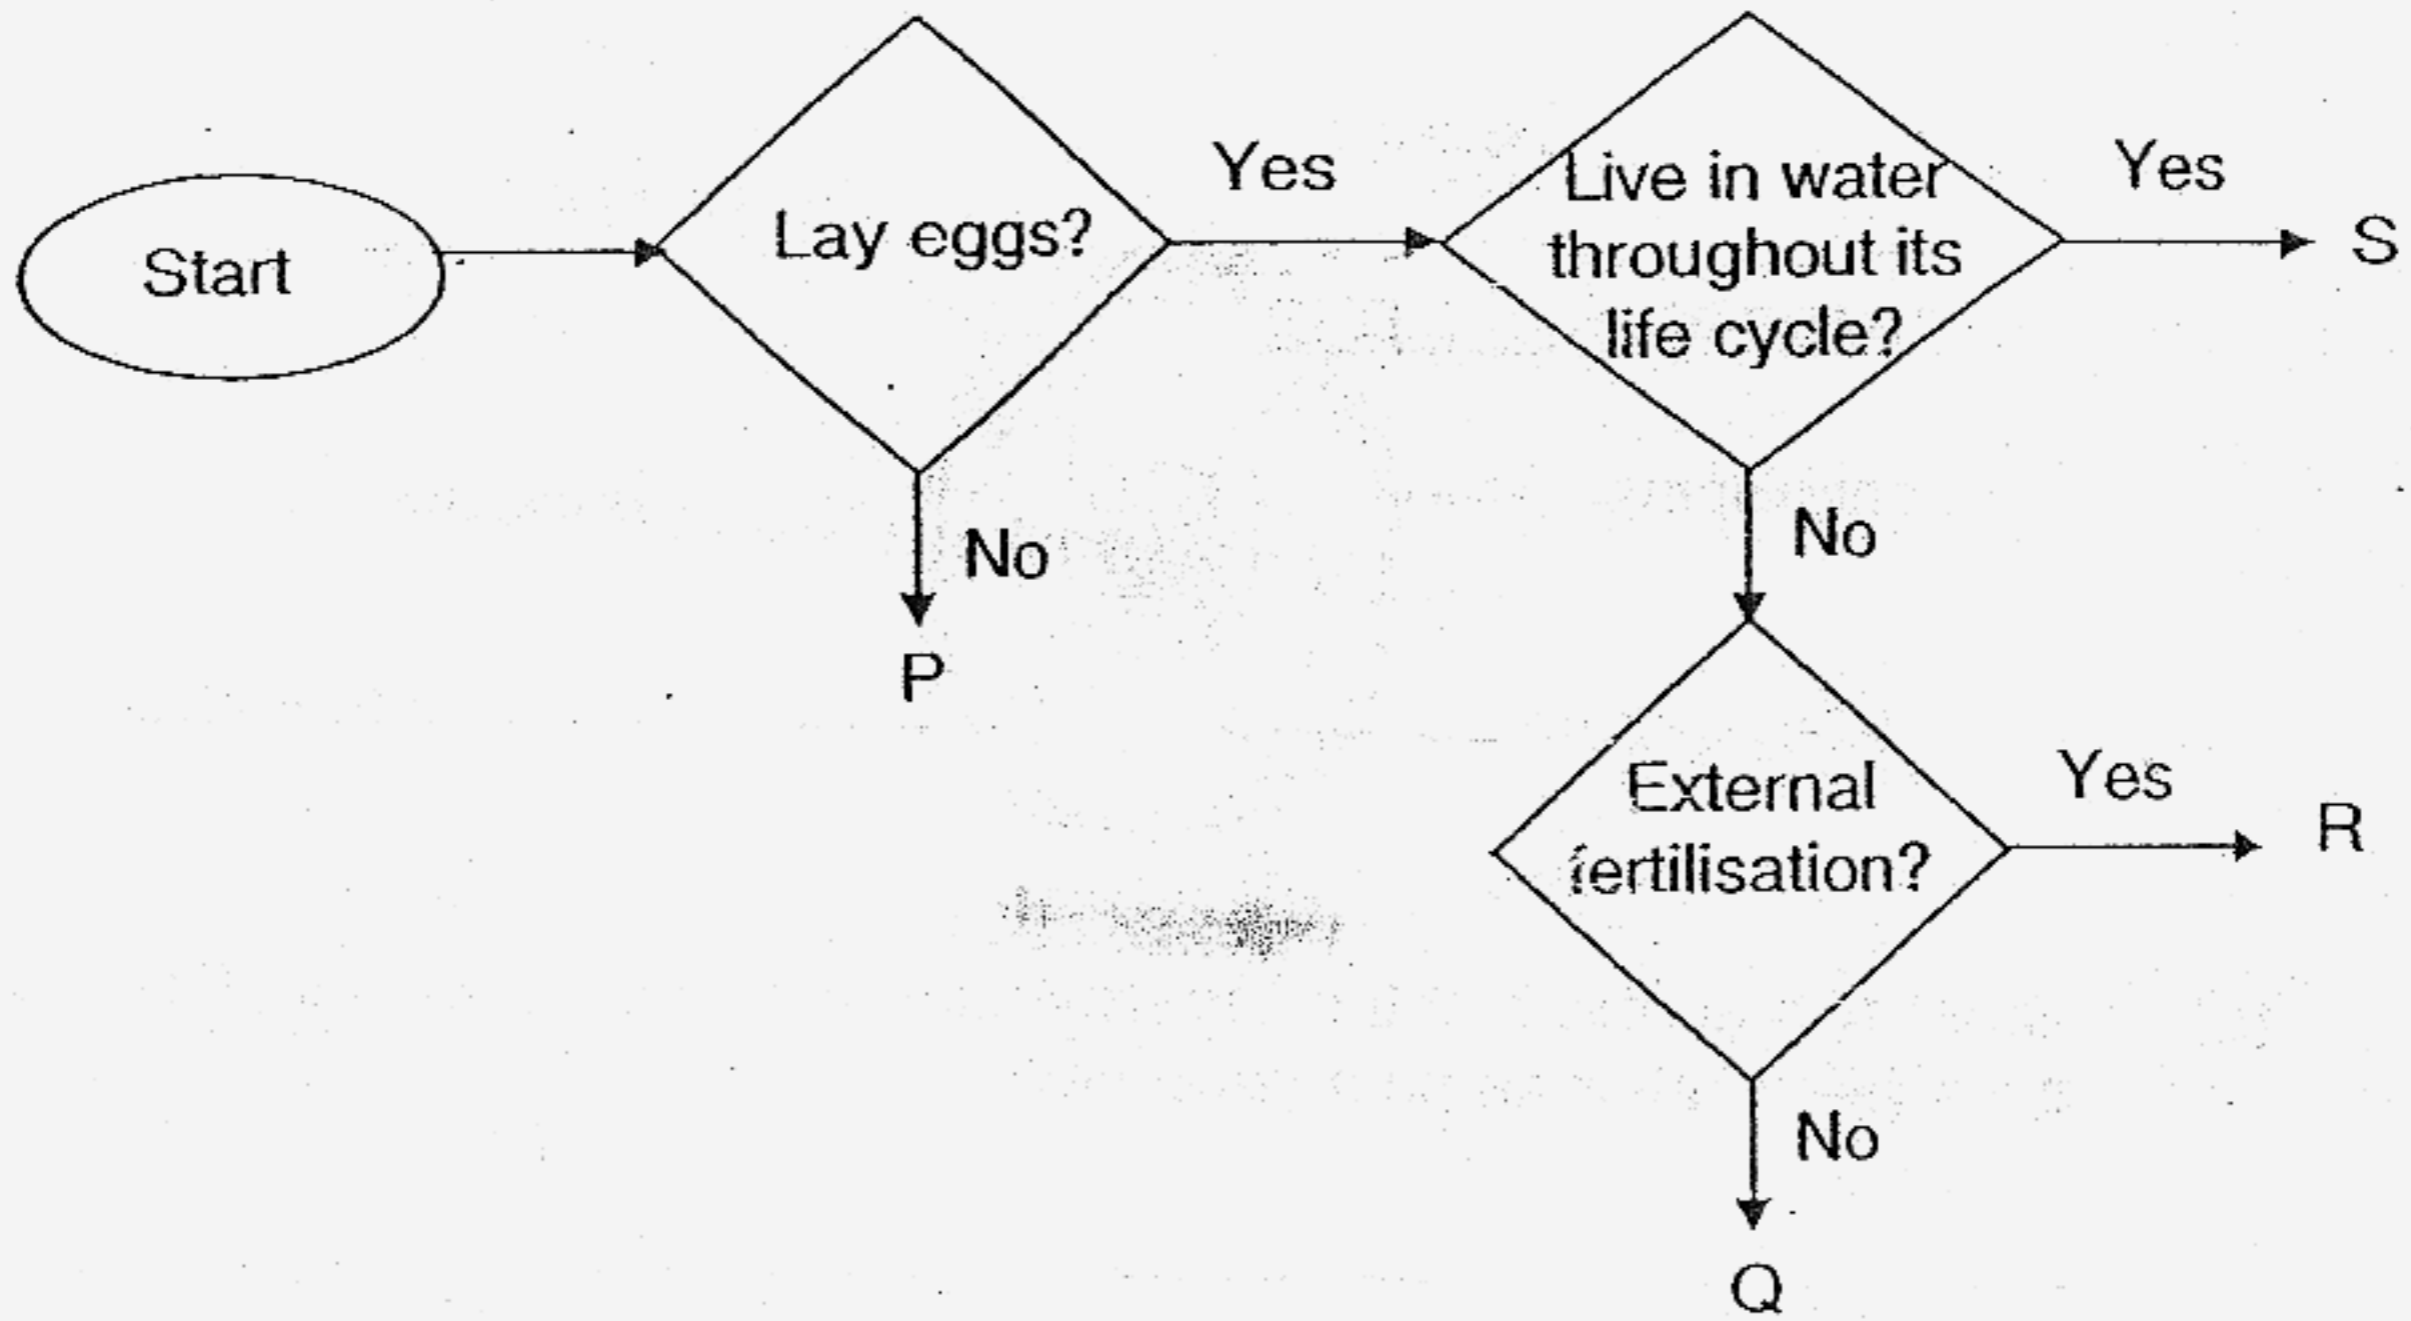 Start
Lay eggs?
Yes
Live in water
throughout its
life cycle?
Yes
S
No
P
No
External
fertilisation?
Yes
R
No
Q